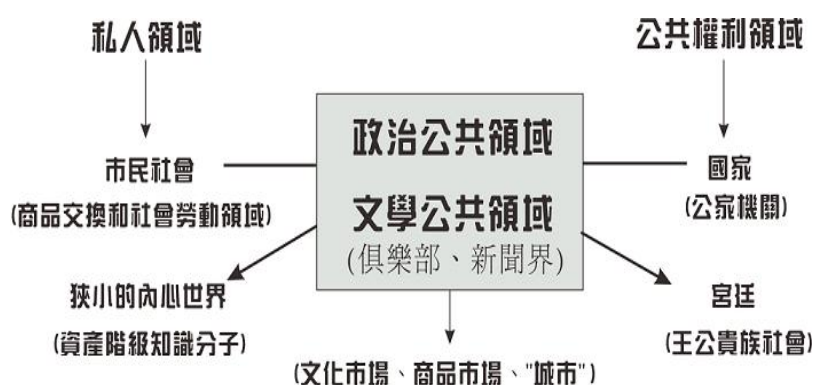 私人領域
公共權利領域
政治公共領域
市民社會
國家
(商品交換和社會勞動領域)
文學公共領域
(公家機關)
(俱樂部、新聞界)
狹小的內心世界
宮廷
(資產階級知識分子)
(王公貴族社會)
(文化市場、商品市場、"城市")